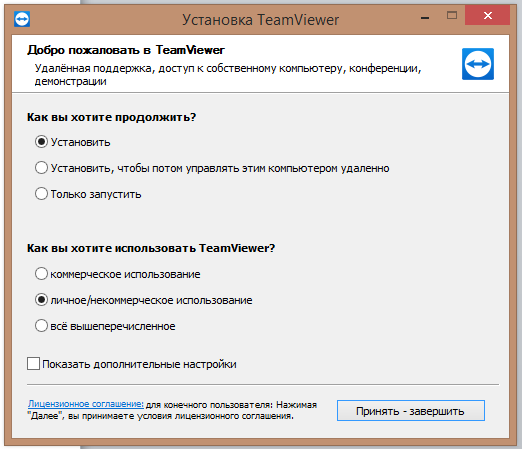 Установка TeamViewer
Добро пожаловать в TeamViewer
Удалённая поддержка, доступ к собственному компьютеру, конференции,
демонстрации
Как вы хотите продолжить?
Установить
Установить, чтобы потом управлять этим компьютером удаленно
Только запустить
Как вы хотите использовать TeamViewer?
коммерческое использование
личное/некоммерческое использование
всё вышеперечисленное
Показать дополнительные настройки
Лицензионное соглашение: для конечного пользователя: Нажимая
"Далее", вы принимаете условия лицензионного соглашения.
Принять - завершить